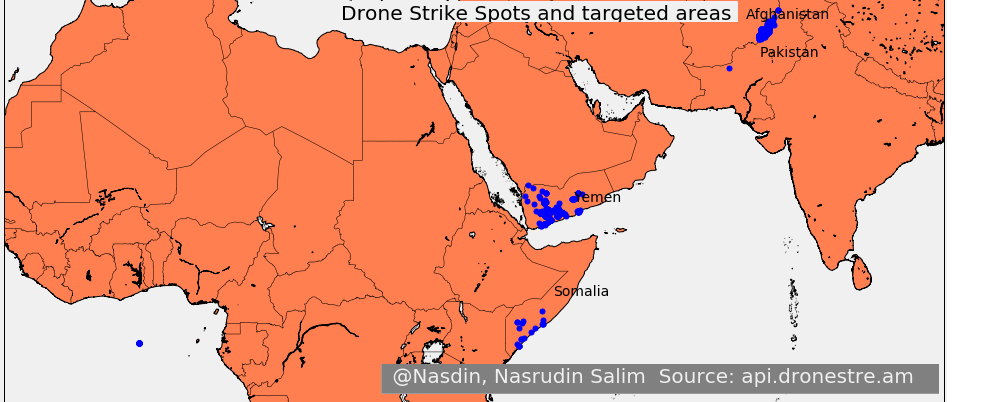 Drone Strike Spots and targeted areas
Afghanistan
Pakistan
Yemen
Somalia
@Nasdin, Nasrudin Salim  Source: api.dronestre.am